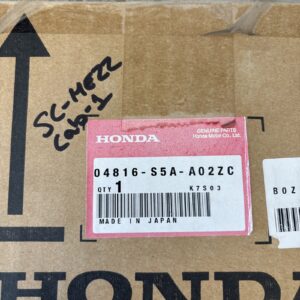 SC-ME22
Cab-1
HONDA
GENUINE PARTS
Honda Motor Co., Ltd.
04816-S5A-A02ZC
QTY 1 K7S03
MADE IN JAPAN
BOZ
HONDA